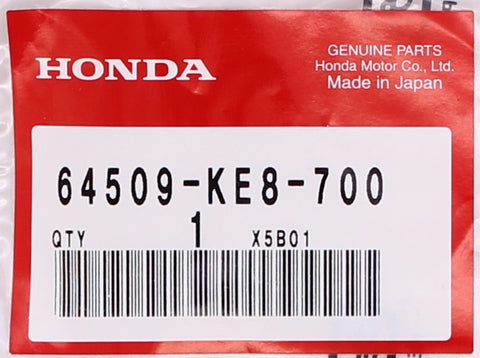 HONDA
GENUINE PARTS
Honda Motor Co., Ltd.
Made in Japan
64509-KE8-700
QTY 1 X5B01